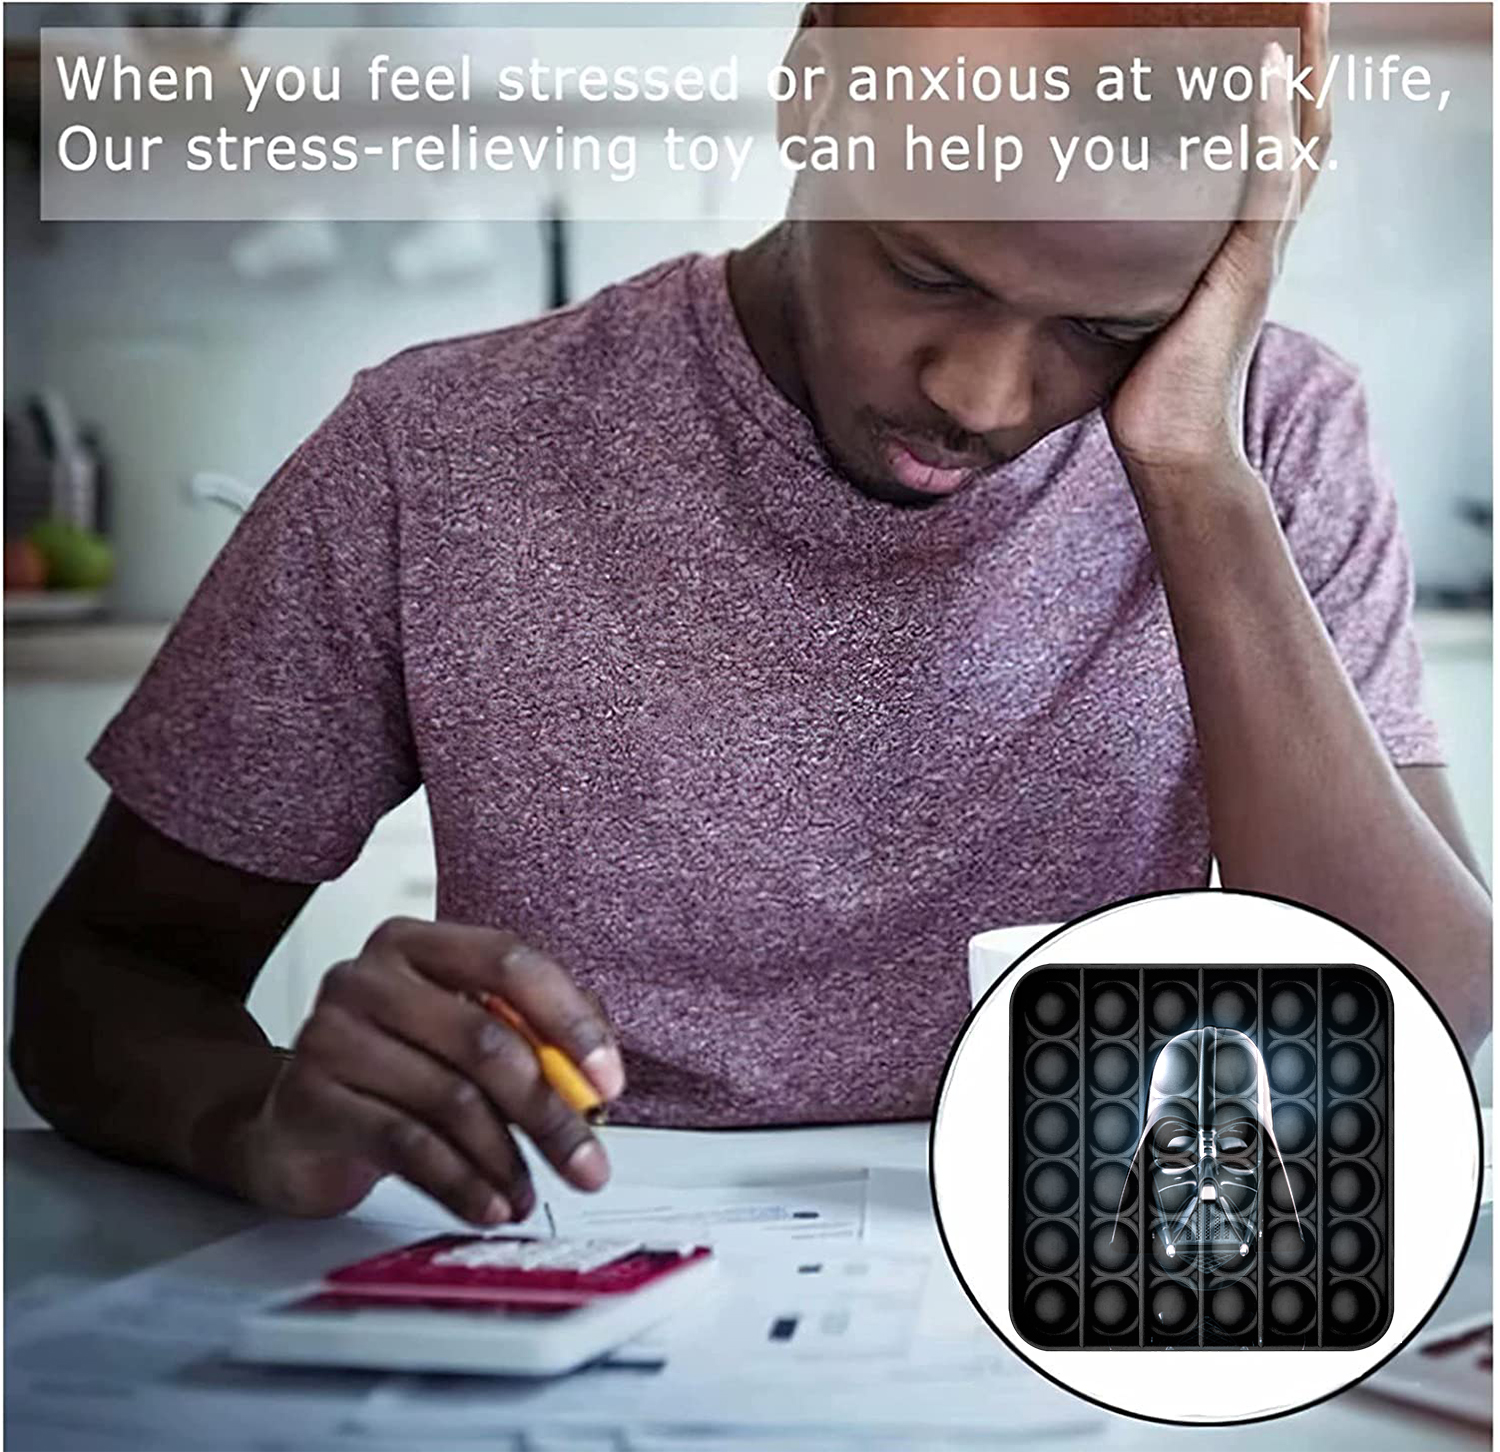 When you feel stressed or anxious at work/life,
Our stress-relieving toy can help you relax.